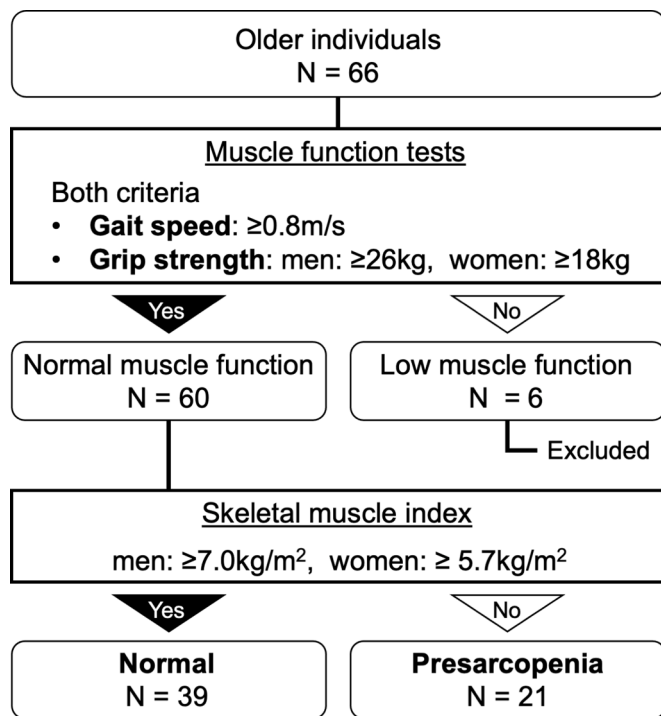 Older individuals
N = 66
Muscle function tests
Both criteria
• Gait speed: ≥0.8m/s
• Grip strength: men: ≥26kg, women: ≥18kg
Yes
No
Normal muscle function
N = 60
Low muscle function
N = 6
Excluded
Skeletal muscle index
men: ≥7.0kg/m², women: ≥ 5.7kg/m²
Yes
No
Normal
N = 39
Presarcopenia
N = 21